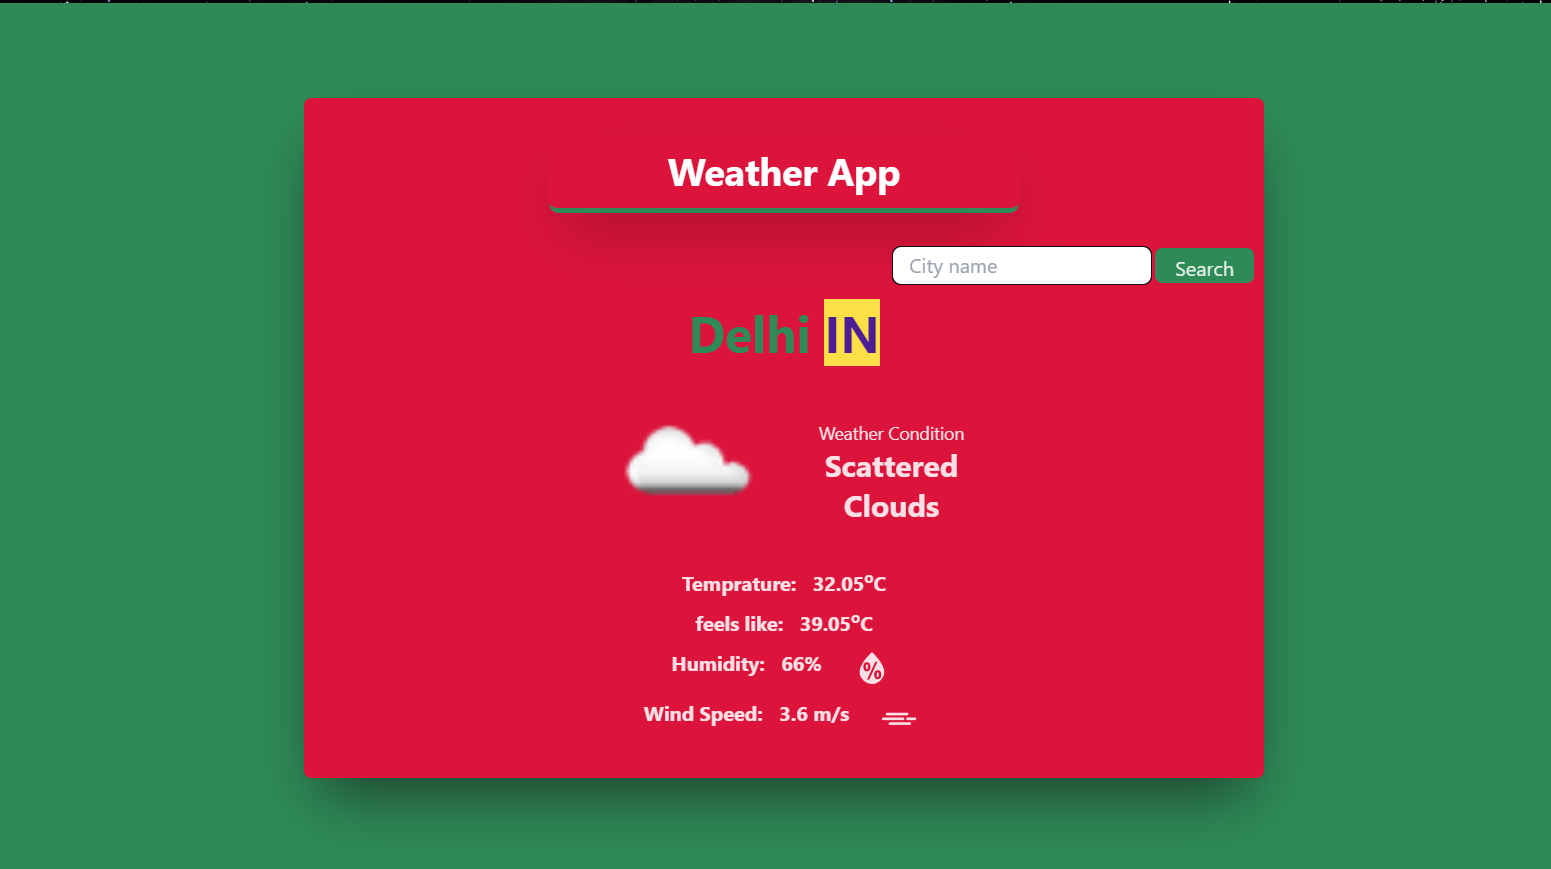 Weather App
City name
Search
Delhi IN
Weather Condition
Scattered
Clouds
Temprature: 32.05°C
feels like: 39.05°C
Humidity: 66% %
Wind Speed: 3.6 m/s